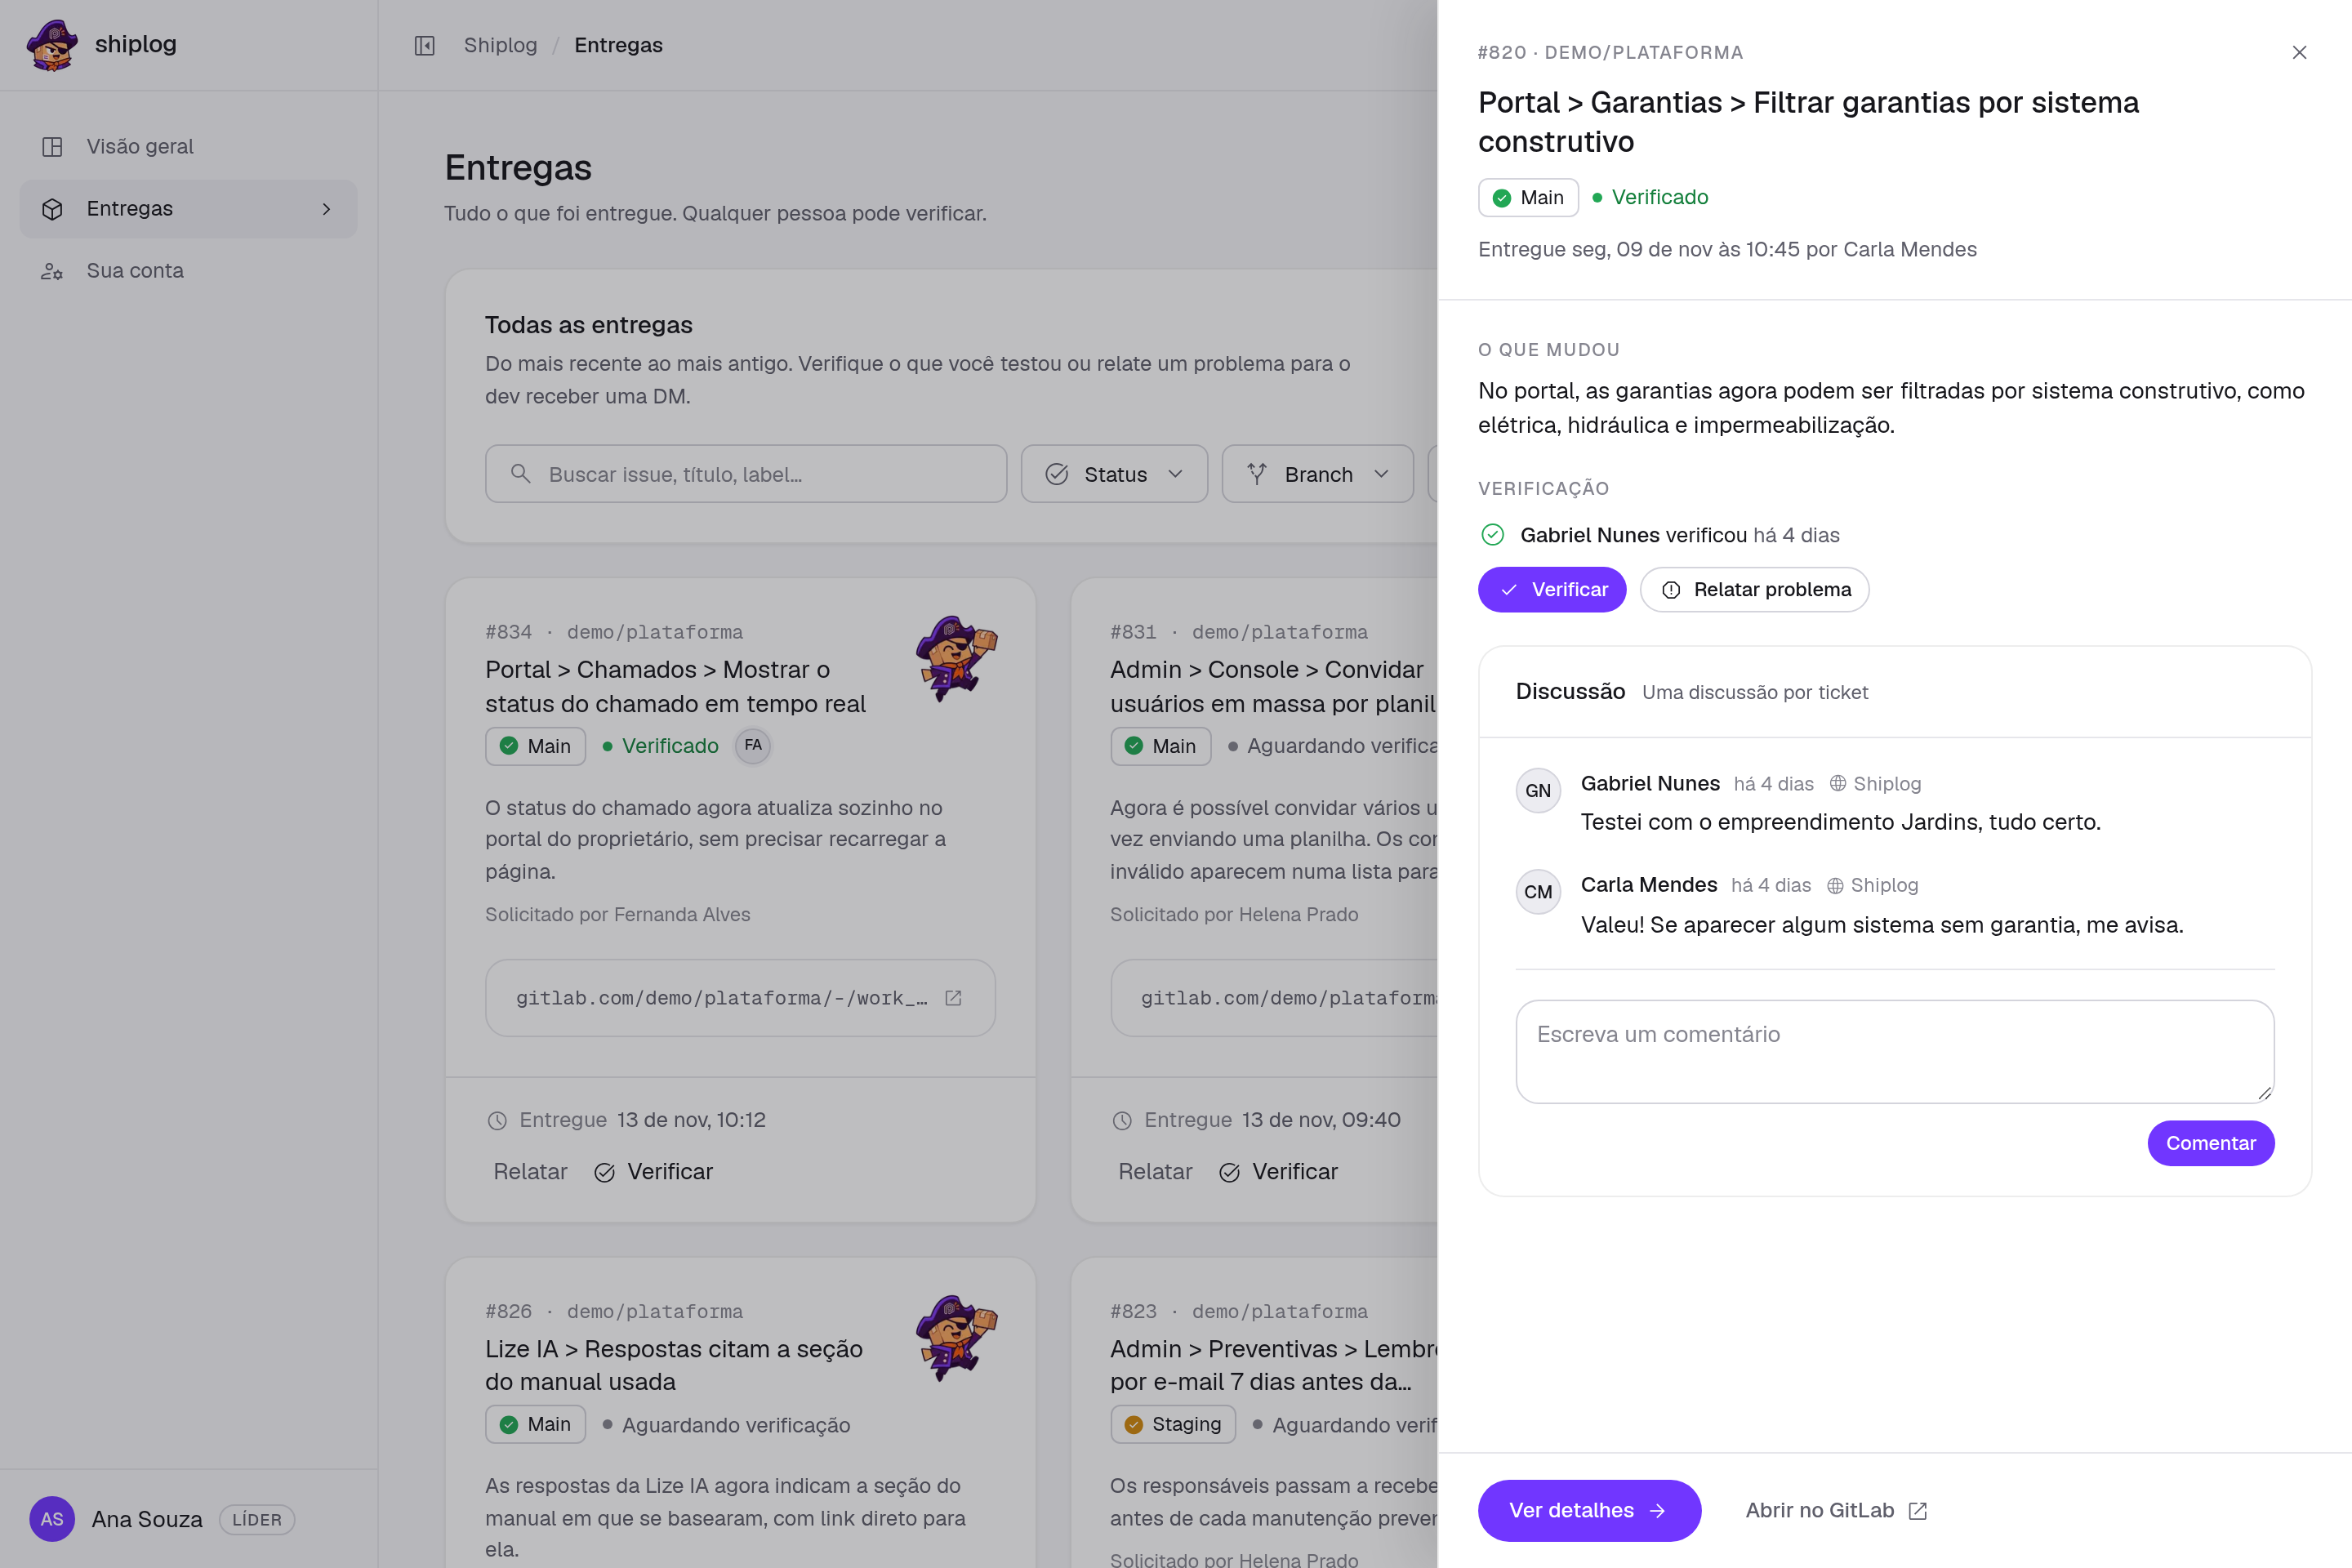 shiplog
Visão geral
Entregas
Sua conta
AS Ana Souza LÍDER
Shiplog / Entregas
Entregas
Tudo o que foi entregue. Qualquer pessoa pode verificar.
Todas as entregas
Do mais recente ao mais antigo. Verifique o que você testou ou relate um problema para o
dev receber uma DM.
Buscar issue, título, label...
Status
Branch
#834 · demo/plataforma
Portal > Chamados > Mostrar o
status do chamado em tempo real
Main Verificado FA
O status do chamado agora atualiza sozinho no
portal do proprietário, sem precisar recarregar a
página.
Solicitado por Fernanda Alves
gitlab.com/demo/plataforma/-/work_…
Entregue 13 de nov, 10:12
Relatar Verificar
#831 · demo/plataforma
Admin > Console > Convidar
usuários em massa por planil
Main Aguardando verifica
Agora é possível convidar vários u
vez enviando uma planilha. Os cor
inválido aparecem numa lista para
Solicitado por Helena Prado
gitlab.com/demo/plataforma
Entregue 13 de nov, 09:40
Relatar Verificar
#826 · demo/plataforma
Lize IA > Respostas citam a seção
do manual usada
Main Aguardando verificação
As respostas da Lize IA agora indicam a seção do
manual em que se basearam, com link direto para
ela.
#823 · demo/plataforma
Admin > Preventivas > Lembre
por e-mail 7 dias antes da...
Staging Aguardando verif
Os responsáveis passam a recebe
antes de cada manutenção preven
Solicitado por Helena Prado
#820 · DEMO/PLATAFORMA
Portal > Garantias > Filtrar garantias por sistema
construtivo
Main Verificado
Entregue seg, 09 de nov às 10:45 por Carla Mendes
O QUE MUDOU
No portal, as garantias agora podem ser filtradas por sistema construtivo, como
elétrica, hidráulica e impermeabilização.
VERIFICAÇÃO
Gabriel Nunes verificou há 4 dias
Verificar Relatar problema
Discussão Uma discussão por ticket
GN Gabriel Nunes há 4 dias Shiplog
Testei com o empreendimento Jardins, tudo certo.
CM Carla Mendes há 4 dias Shiplog
Valeu! Se aparecer algum sistema sem garantia, me avisa.
Escreva um comentário
Comentar
Ver detalhes
Abrir no GitLab